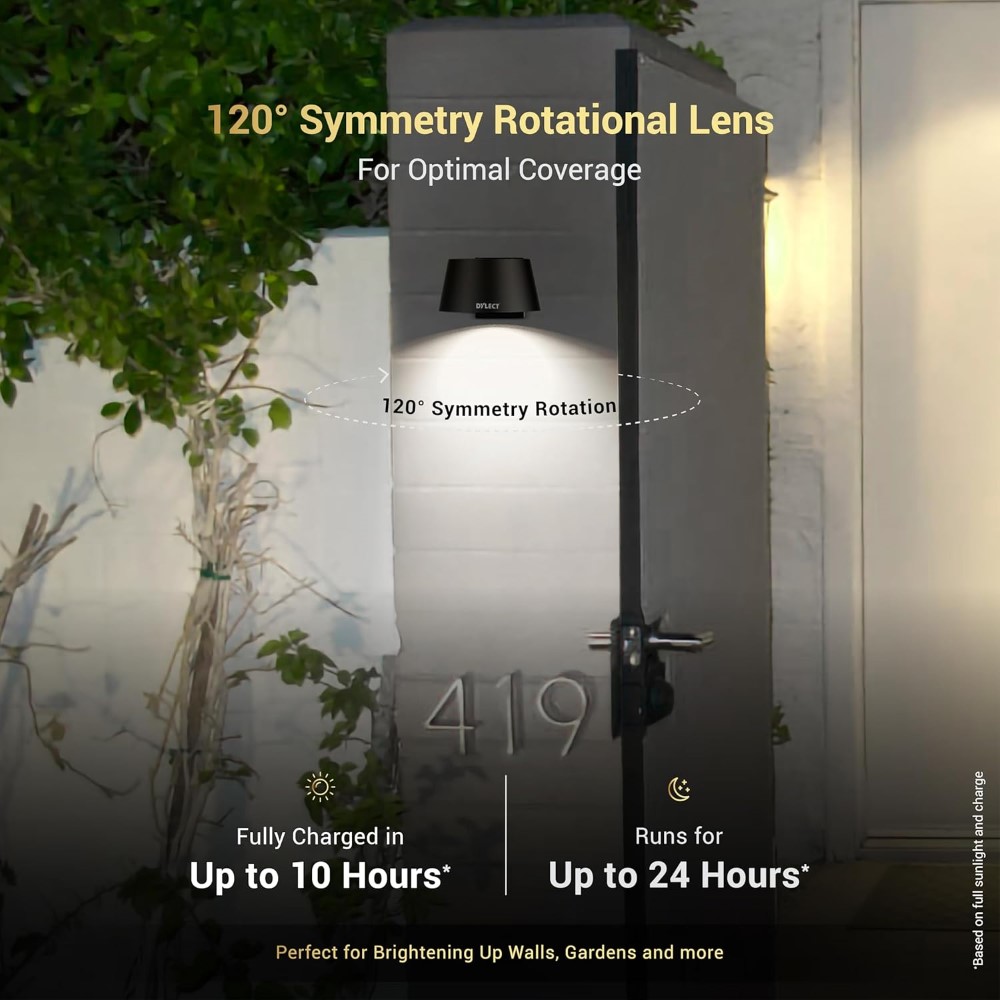 120° Symmetry Rotational Lens
For Optimal Coverage
DYLECT
120° Symmetry Rotation
419
Fully Charged in
Up to 10 Hours*
Runs for
Up to 24 Hours*
Perfect for Brightening Up Walls, Gardens and more
*Based on full sunlight and charge